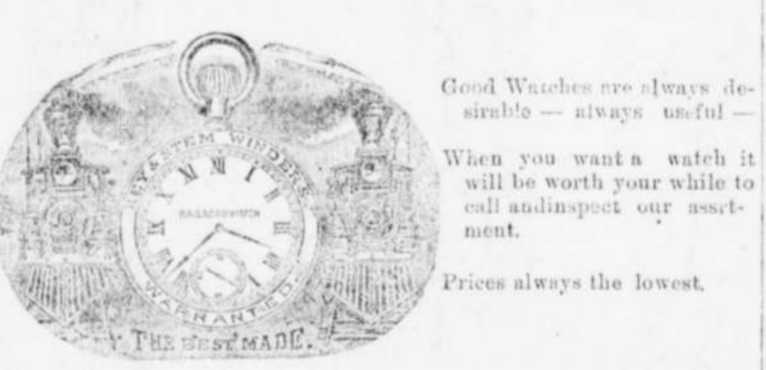 STEM WINDERS
WARRANTED.
THE BEST MADE.
Good Watches are always de-
sirable — always useful —
When you want a watch it
will be worth your while to
call andinspect our assrt-
ment.
Prices always the lowest.